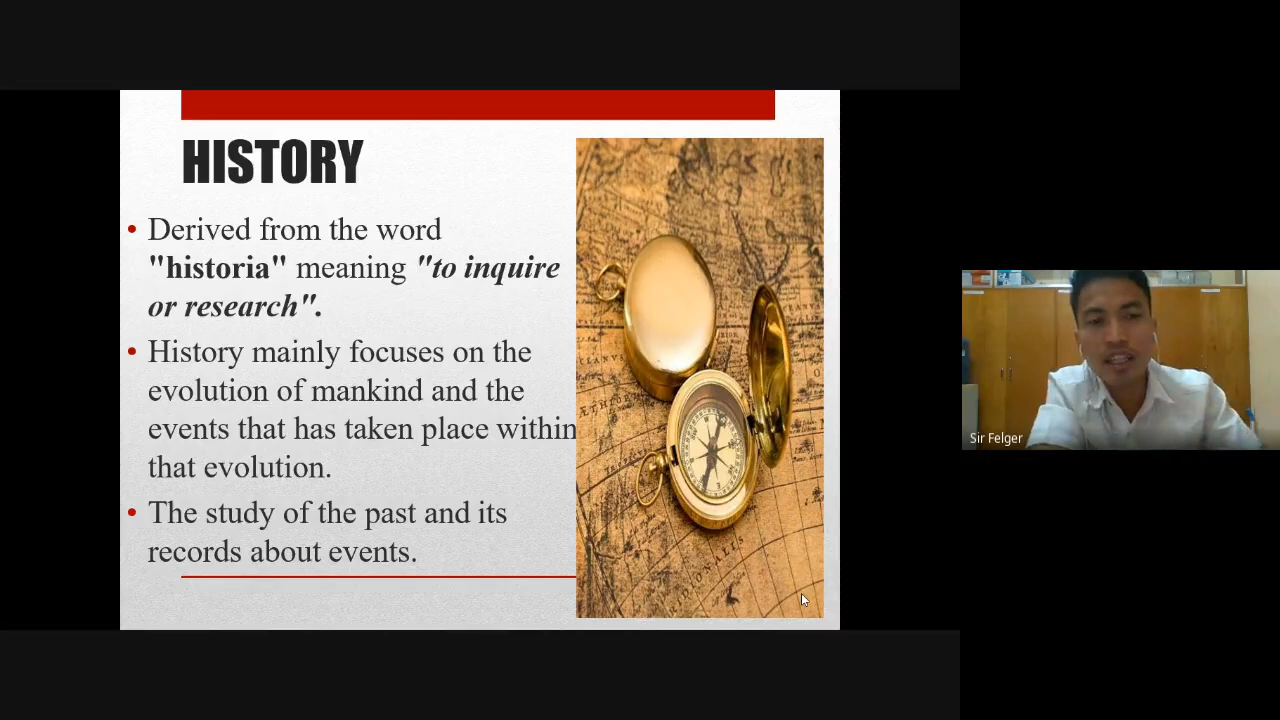 HISTORY
• Derived from the word
"historia" meaning "to inquire
or research".
• History mainly focuses on the
evolution of mankind and the
events that has taken place within
that evolution.
• The study of the past and its
records about events.
Sir Felger